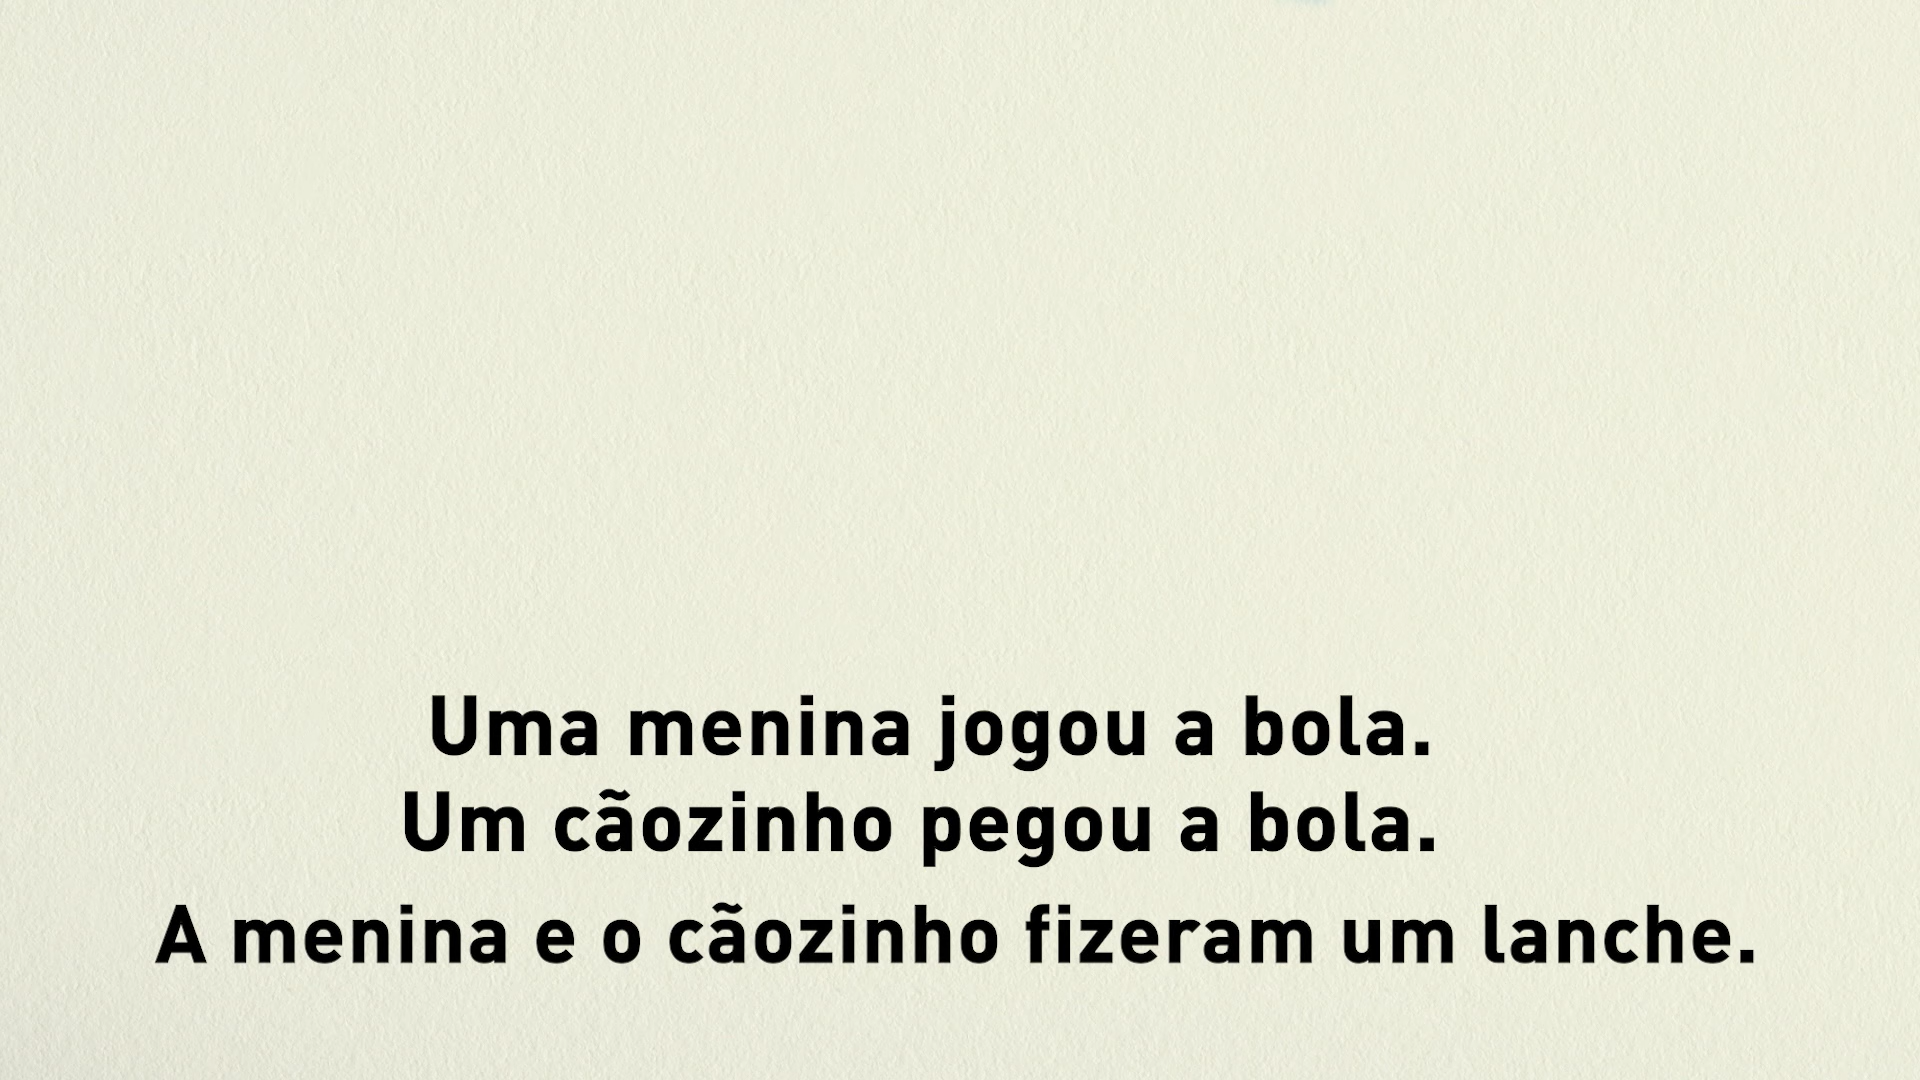 Uma menina jogou a bola.
Um cãozinho pegou a bola.
A menina e o cãozinho fizeram um lanche.